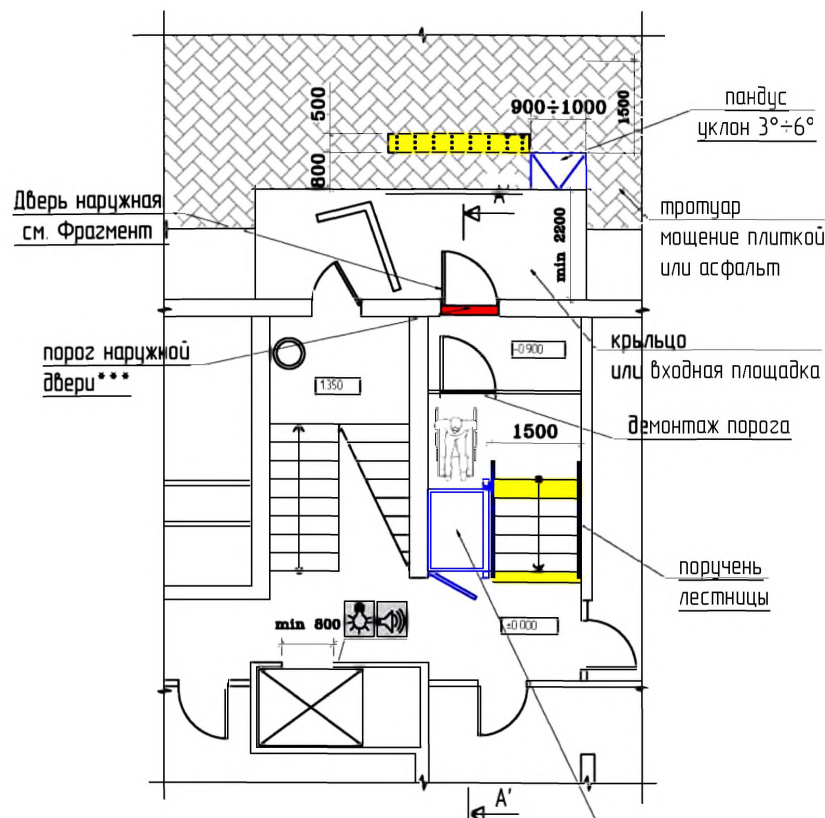 500
800
900÷1000
1500
пандус
уклон 3°÷6°
Дверь наружная
см. Фрагмент
тротуар
мощение плиткой
или асфальт
min 2200
порог наружной
двери***
1.350
-0.900
крыльцо
или входная площадка
демонтаж порога
1500
поручень
лестницы
min 800
±0.000
A'